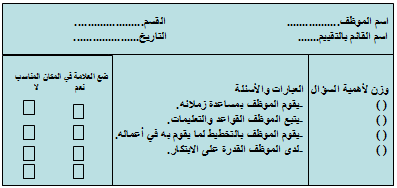 اسم الموظف................ القسم......................
اسم القائم بالتقييم....... التاريخ....................
وزن لأهمية السؤال العبارات والأسئلة ضع العلامة في المكان المناسب
نعم لا
( ) -يقوم الموظف بمساعدة زملائه.
( ) -يتبع الموظف القواعد والتعليمات.
( ) -يقوم الموظف بالتخطيط لما يقوم به في أعماله.
( ) -لدى الموظف القدرة على الابتكار.